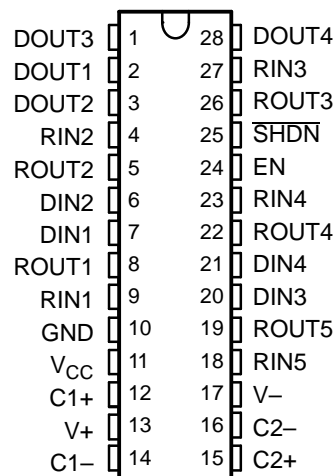 DOUT3 1 28 DOUT4
DOUT1 2 27 RIN3
DOUT2 3 26 ROUT3
RIN2 4 25 S̅H̅D̅N̅
ROUT2 5 24 EN
DIN2 6 23 RIN4
DIN1 7 22 ROUT4
ROUT1 8 21 DIN4
RIN1 9 20 DIN3
GND 10 19 ROUT5
VCC 11 18 RIN5
C1+ 12 17 V−
V+ 13 16 C2−
C1− 14 15 C2+